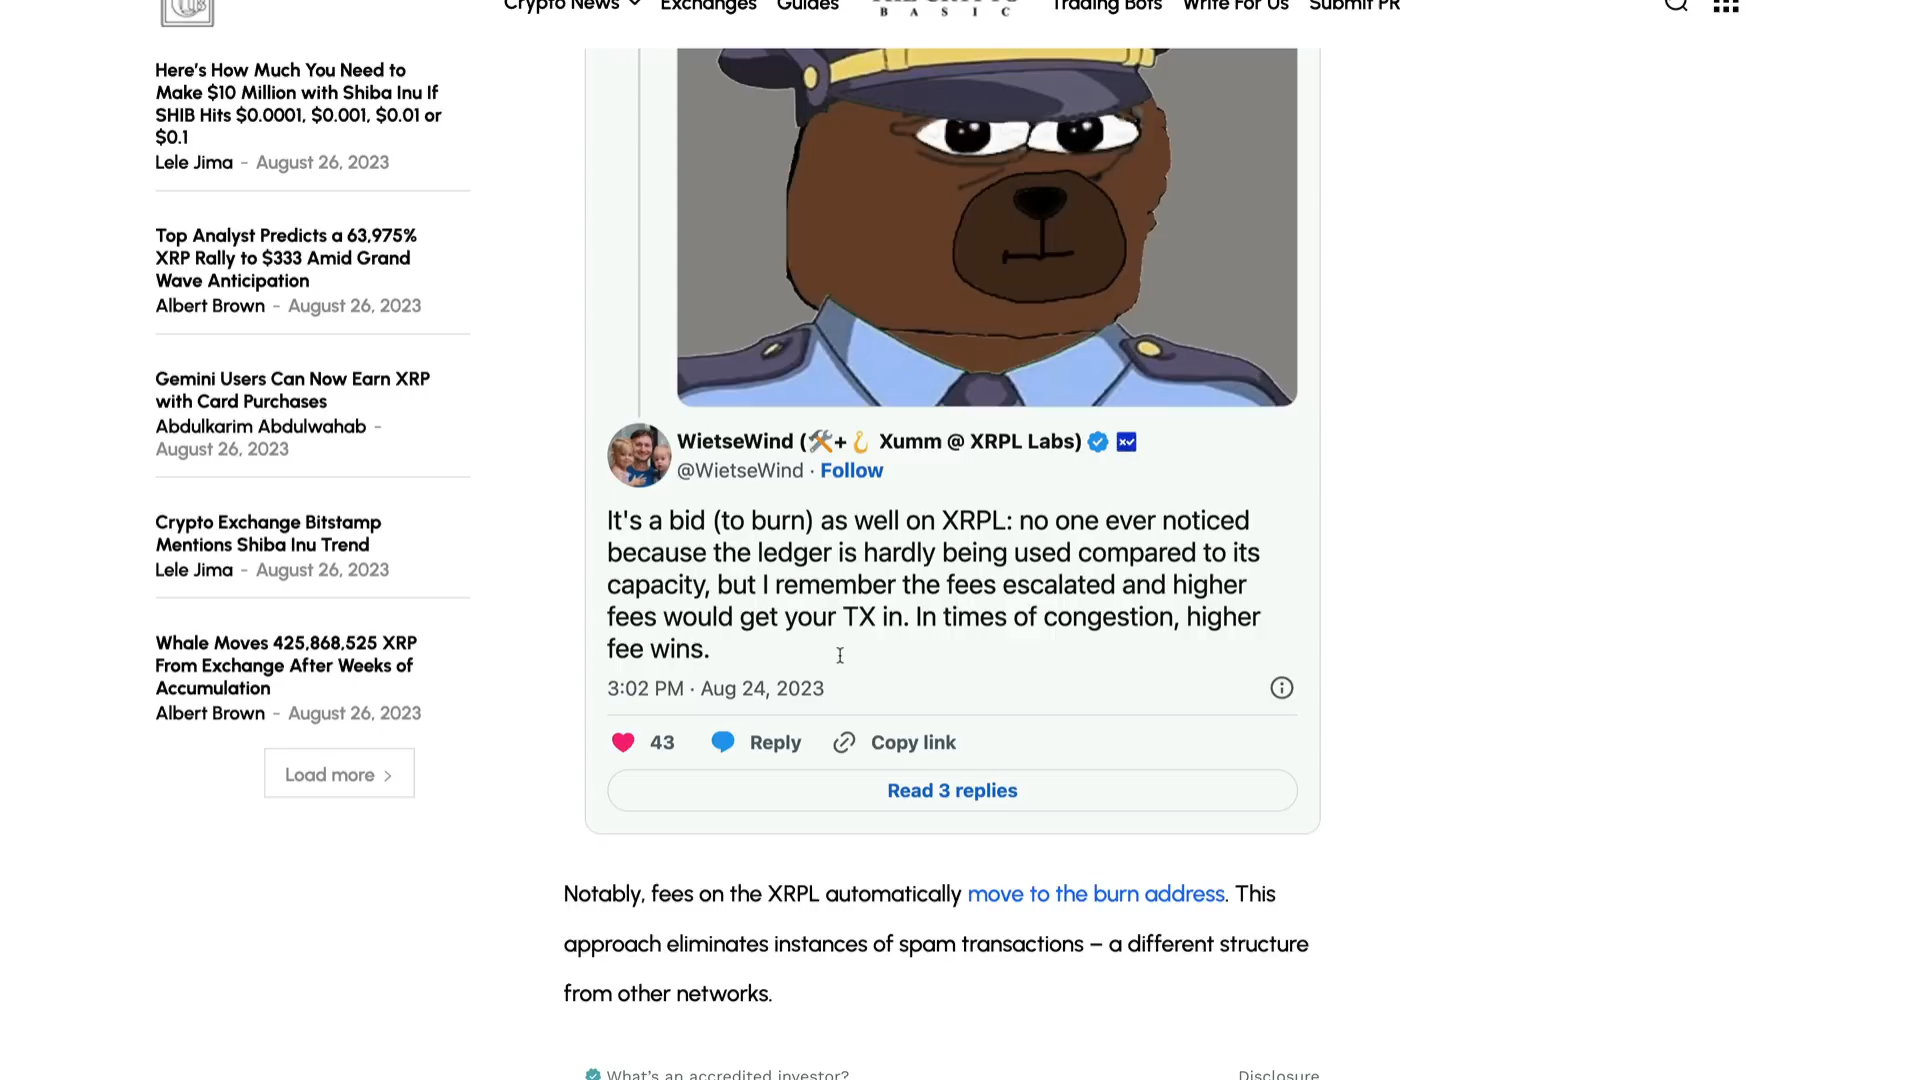 Crypto News
Exchanges
Guides
BASIC
Trading Bots
Write For Us
Submit PR
Here's How Much You Need to
Make $10 Million with Shiba Inu If
SHIB Hits $0.0001, $0.001, $0.01 or
$0.1
Lele Jima - August 26, 2023
Top Analyst Predicts a 63,975%
XRP Rally to $333 Amid Grand
Wave Anticipation
Albert Brown - August 26, 2023
Gemini Users Can Now Earn XRP
with Card Purchases
Abdulkarim Abdulwahab -
August 26, 2023
Crypto Exchange Bitstamp
Mentions Shiba Inu Trend
Lele Jima - August 26, 2023
Whale Moves 425,868,525 XRP
From Exchange After Weeks of
Accumulation
Albert Brown - August 26, 2023
Load more >
WietseWind (🛠+🪝 Xumm @ XRPL Labs)
@WietseWind · Follow
It's a bid (to burn) as well on XRPL: no one ever noticed
because the ledger is hardly being used compared to its
capacity, but I remember the fees escalated and higher
fees would get your TX in. In times of congestion, higher
fee wins.
3:02 PM · Aug 24, 2023
43 Reply Copy link
Read 3 replies
Notably, fees on the XRPL automatically move to the burn address. This
approach eliminates instances of spam transactions – a different structure
from other networks.
What's an accredited investor?
Disclosure